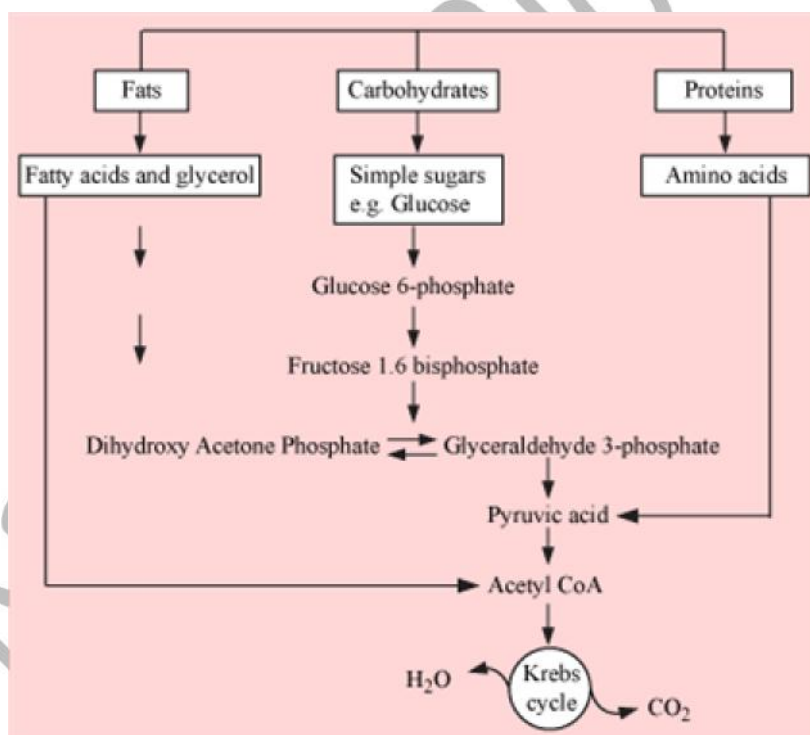 Fats
Carbohydrates
Proteins
Fatty acids and glycerol
Simple sugars
e.g. Glucose
Amino acids
Glucose 6-phosphate
Fructose 1.6 bisphosphate
Dihydroxy Acetone Phosphate
Glyceraldehyde 3-phosphate
Pyruvic acid
Acetyl CoA
Krebs
cycle
H₂O
CO₂